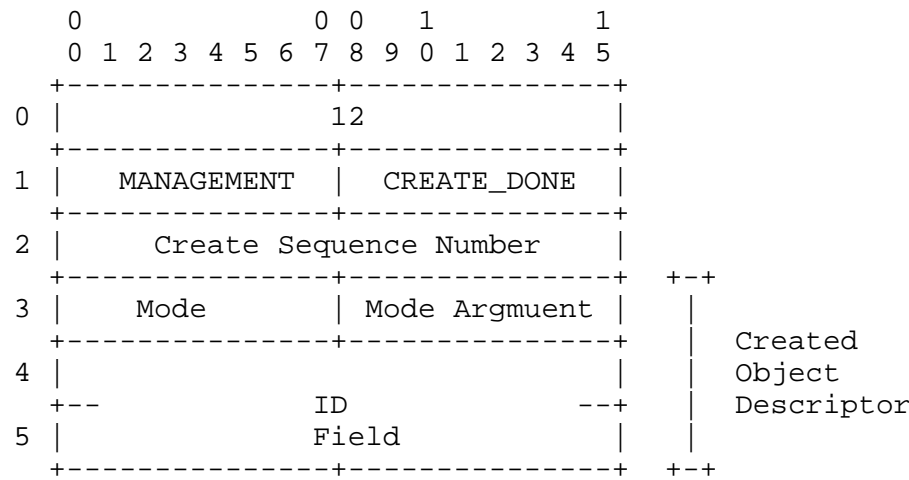 0 0 0 1 1
0 1 2 3 4 5 6 7 8 9 0 1 2 3 4 5
+---------------+---------------+
0 | 12 |
+---------------+---------------+
1 | MANAGEMENT | CREATE_DONE |
+---------------+---------------+
2 | Create Sequence Number |
+---------------+---------------+ +-+
3 | Mode | Mode Argmuent | |
+---------------+---------------+ | Created
4 | | | Object
+-- ID --+ | Descriptor
5 | Field | |
+---------------+---------------+ +-+